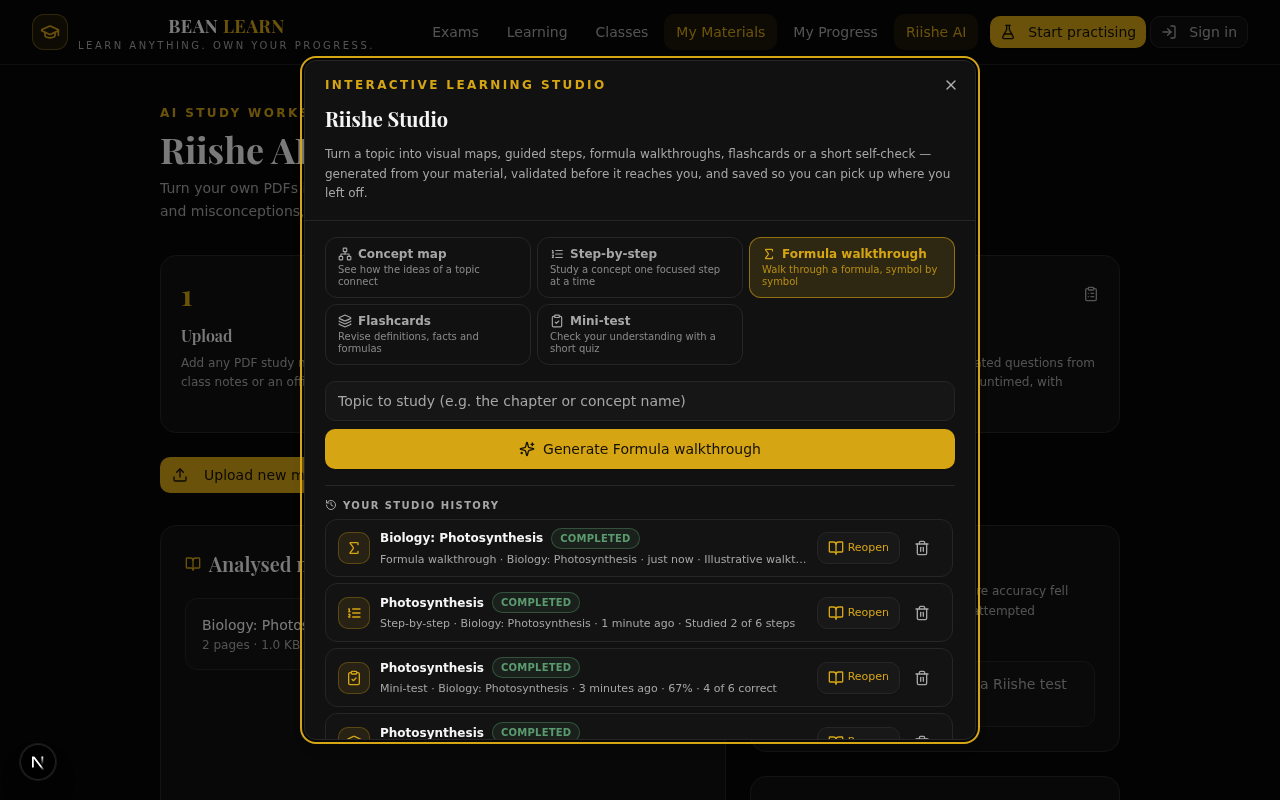 BEAN LEARN
LEARN ANYTHING. OWN YOUR PROGRESS.
Exams
Learning
Classes
My Materials
My Progress
Riishe AI
Start practising
Sign in
AI STUDY WORKS
Riishe AI
Turn your own PDFs
and misconceptions,
1
Upload
Add any PDF study
class notes or an
ated questions from
untimed, with
Upload new
Analysed
Biology: Photos
2 pages · 1.0 KB
re accuracy fell
attempted
a Riishe test
INTERACTIVE LEARNING STUDIO
Riishe Studio
Turn a topic into visual maps, guided steps, formula walkthroughs, flashcards or a short self-check —
generated from your material, validated before it reaches you, and saved so you can pick up where you
left off.
Concept map
See how the ideas of a topic
connect
Step-by-step
Study a concept one focused step
at a time
Formula walkthrough
Walk through a formula, symbol by
symbol
Flashcards
Revise definitions, facts and
formulas
Mini-test
Check your understanding with a
short quiz
Topic to study (e.g. the chapter or concept name)
Generate Formula walkthrough
YOUR STUDIO HISTORY
Biology: Photosynthesis COMPLETED
Formula walkthrough · Biology: Photosynthesis · just now · Illustrative walkt...
Reopen
Photosynthesis COMPLETED
Step-by-step · Biology: Photosynthesis · 1 minute ago · Studied 2 of 6 steps
Reopen
Photosynthesis COMPLETED
Mini-test · Biology: Photosynthesis · 3 minutes ago · 67% · 4 of 6 correct
Reopen
Photosynthesis COMPLETED
N